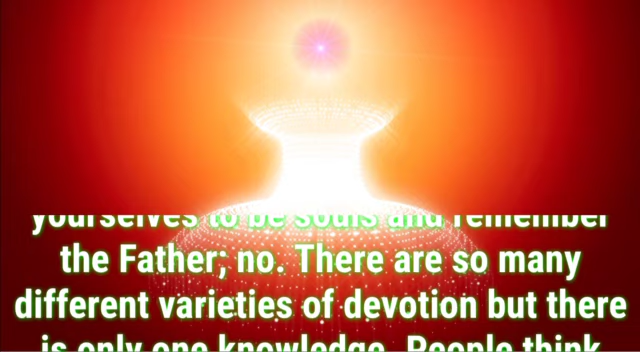 yourselves to be souls and remember
the Father; no. There are so many
different varieties of devotion but there
is only one knowledge. People think